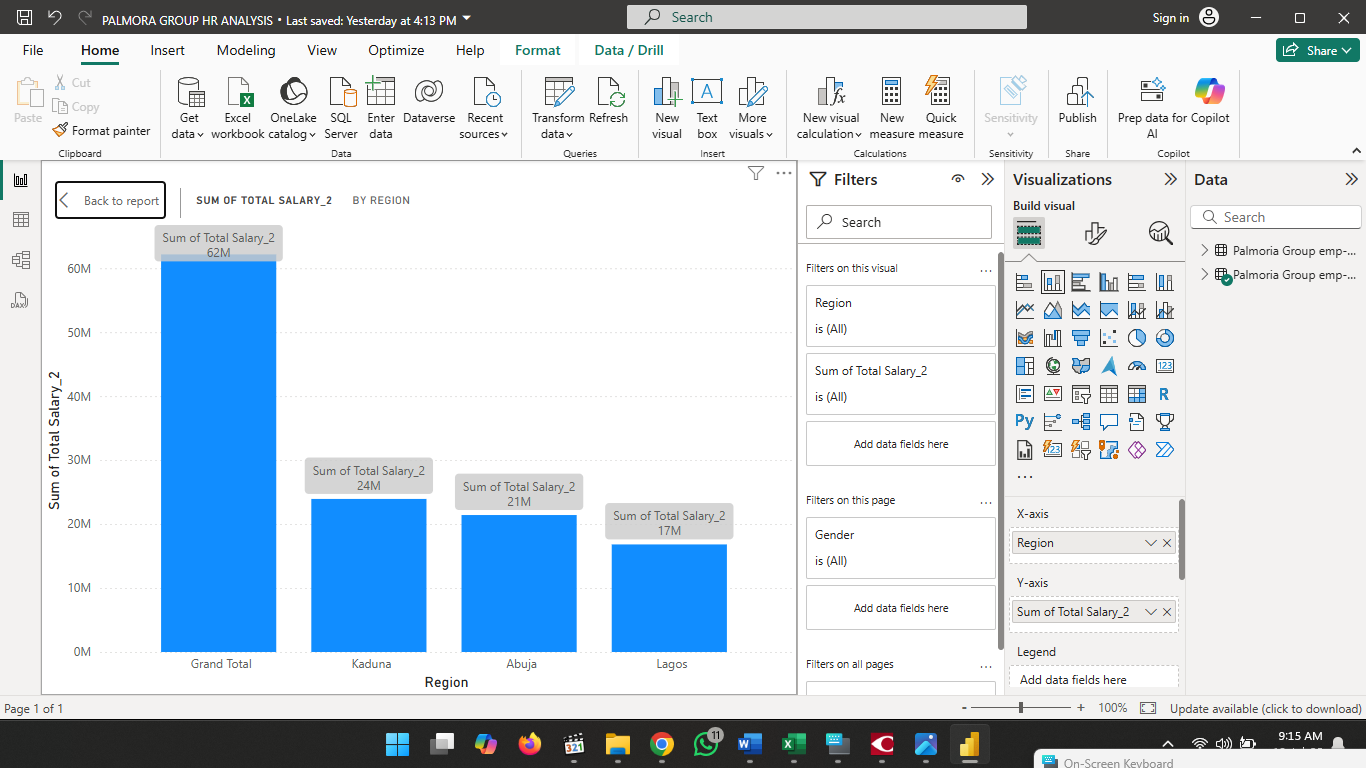 PALMORA GROUP HR ANALYSIS • Last saved: Yesterday at 4:13 PM
Search
Sign in
File
Home
Insert
Modeling
View
Optimize
Help
Format
Data / Drill
Share
Paste
Cut
Copy
Format painter
Clipboard
Get data
Excel workbook
OneLake catalog
SQL Server
Enter data
Dataverse
Recent sources
Data
Transform data
Refresh
Queries
New visual
Text box
More visuals
Insert
New visual calculation
New measure
Quick measure
Calculations
Sensitivity
Sensitivity
Publish
Share
Prep data for AI
Copilot
Copilot
Back to report
SUM OF TOTAL SALARY_2
BY REGION
Sum of Total Salary_2
60M
50M
40M
30M
20M
10M
0M
Sum of Total Salary_2
62M
Sum of Total Salary_2
24M
Sum of Total Salary_2
21M
Sum of Total Salary_2
17M
Grand Total
Kaduna
Abuja
Lagos
Region
Filters
Search
Filters on this visual
...
Region
is (All)
Sum of Total Salary_2
is (All)
Add data fields here
Filters on this page
...
Gender
is (All)
Add data fields here
Filters on all pages
...
Visualizations
Build visual
123
R
Py
123
...
X-axis
Region
Y-axis
Sum of Total Salary_2
Legend
Add data fields here
Data
Search
Palmoria Group emp-...
Palmoria Group emp-...
Page 1 of 1
- + 100%
Update available (click to download)
321
11
9:15 AM
On-Screen Keyboard